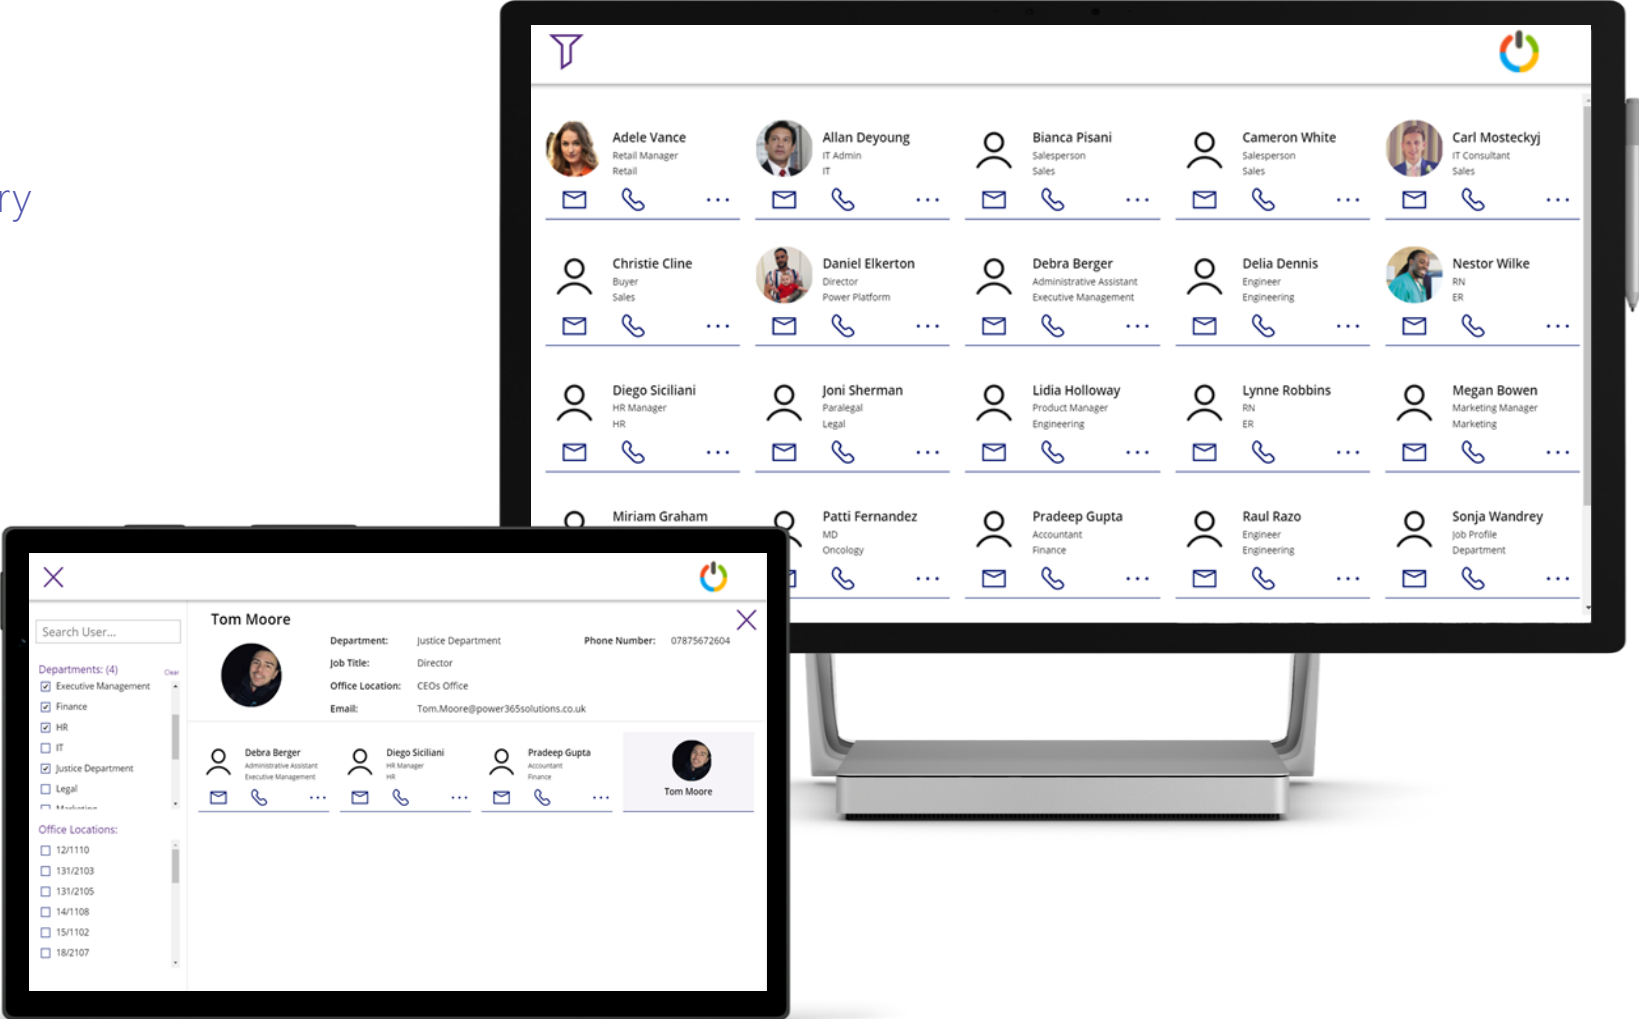 ry
Adele Vance
Retail Manager
Retail
Allan Deyoung
IT Admin
IT
Bianca Pisani
Salesperson
Sales
Cameron White
Salesperson
Sales
Carl Mosteckyj
IT Consultant
Sales
Christie Cline
Buyer
Sales
Daniel Elkerton
Director
Power Platform
Debra Berger
Administrative Assistant
Executive Management
Delia Dennis
Engineer
Engineering
Nestor Wilke
RN
ER
Diego Siciliani
HR Manager
HR
Joni Sherman
Paralegal
Legal
Lidia Holloway
Product Manager
Engineering
Lynne Robbins
RN
ER
Megan Bowen
Marketing Manager
Marketing
Miriam Graham
Patti Fernandez
MD
Oncology
Pradeep Gupta
Accountant
Finance
Raul Razo
Engineer
Engineering
Sonja Wandrey
Job Profile
Department
Search User...
Departments: (4)
Clear
Executive Management
Finance
HR
IT
Justice Department
Legal
Marketing
Office Locations:
12/1110
131/2103
131/2105
14/1108
15/1102
18/2107
Tom Moore
Department: Justice Department
Phone Number: 07875672604
Job Title: Director
Office Location: CEOs Office
Email: Tom.Moore@power365solutions.co.uk
Debra Berger
Administrative Assistant
Executive Management
Diego Siciliani
HR Manager
HR
Pradeep Gupta
Accountant
Finance
Tom Moore